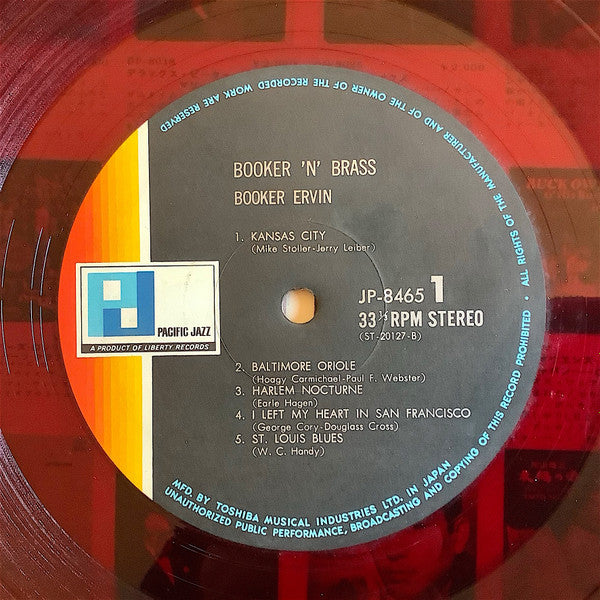 BOOKER 'N' BRASS
BOOKER ERVIN
1. KANSAS CITY
(Mike Stoller-Jerry Leiber)
PACIFIC JAZZ
A PRODUCT OF LIBERTY RECORDS
JP-8465 1
33⅓ RPM STEREO
(ST-20127-B)
2. BALTIMORE ORIOLE
(Hoagy Carmichael-Paul F. Webster)
3. HARLEM NOCTURNE
(Earle Hagen)
4. I LEFT MY HEART IN SAN FRANCISCO
(George Cory-Douglass Cross)
5. ST. LOUIS BLUES
(W. C. Handy)
MFD. BY TOSHIBA MUSICAL INDUSTRIES LTD. IN JAPAN
UNAUTHORIZED PUBLIC PERFORMANCE, BROADCASTING AND COPYING OF THIS RECORD PROHIBITED • ALL RIGHTS OF THE MANUFACTURER AND OF THE OWNER OF THE RECORDED WORK ARE RESERVED